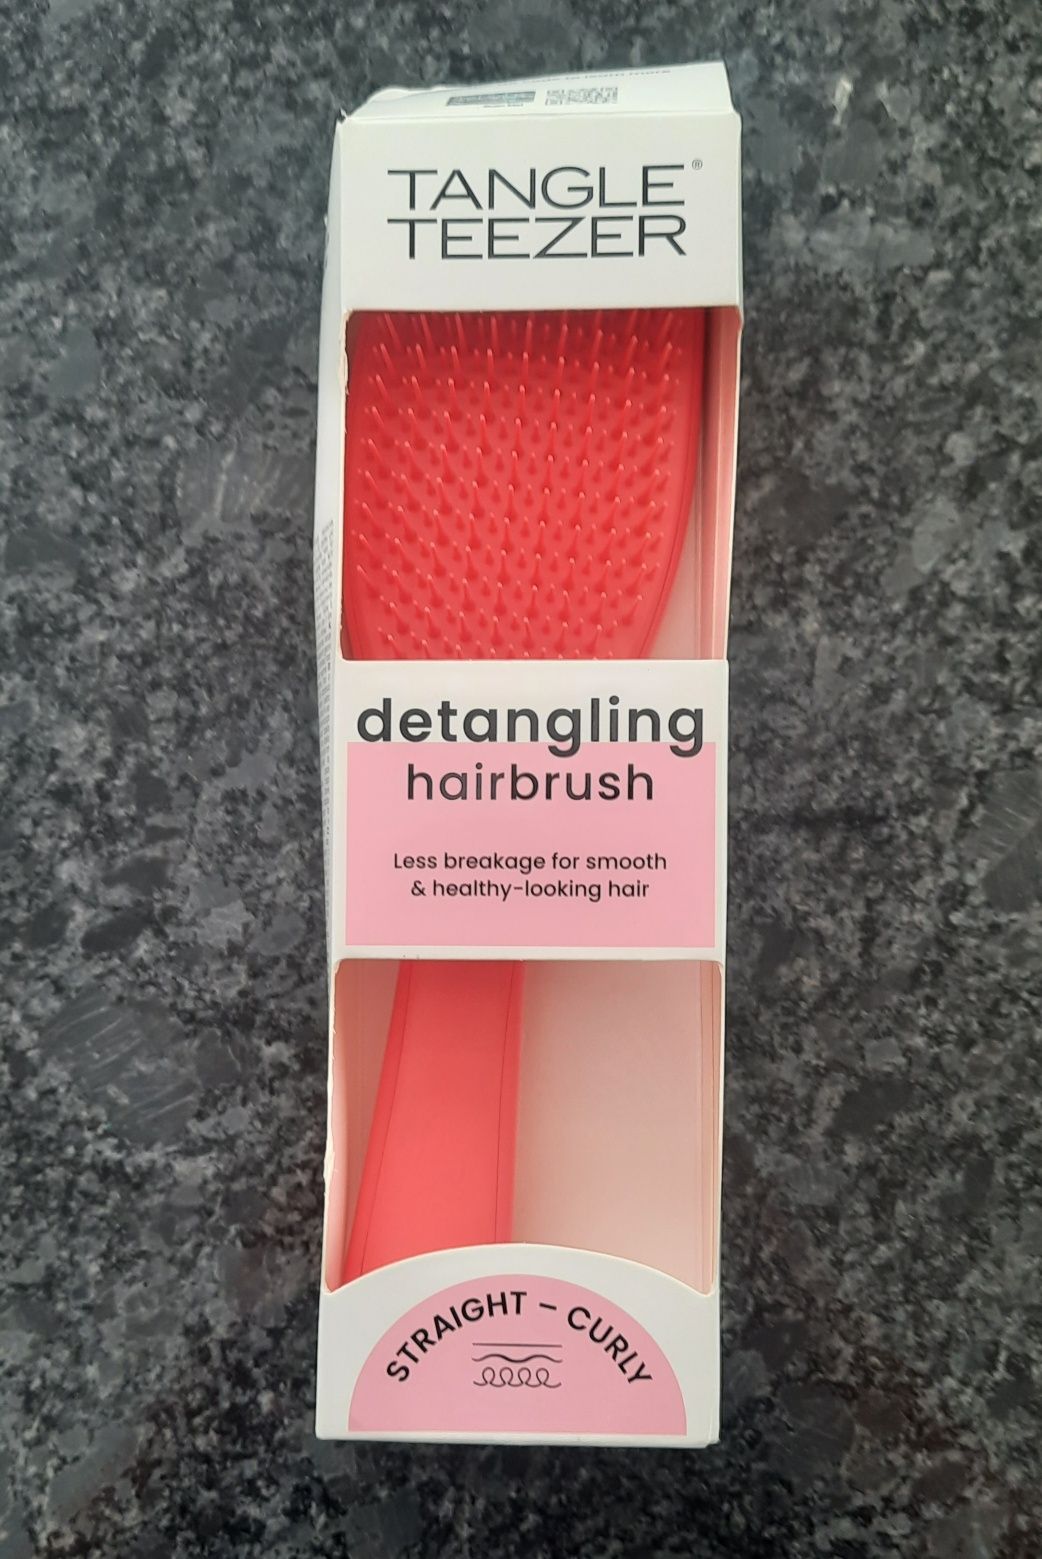 TANGLE®
TEEZER
detangling
hairbrush
Less breakage for smooth
& healthy-looking hair
STRAIGHT – CURLY